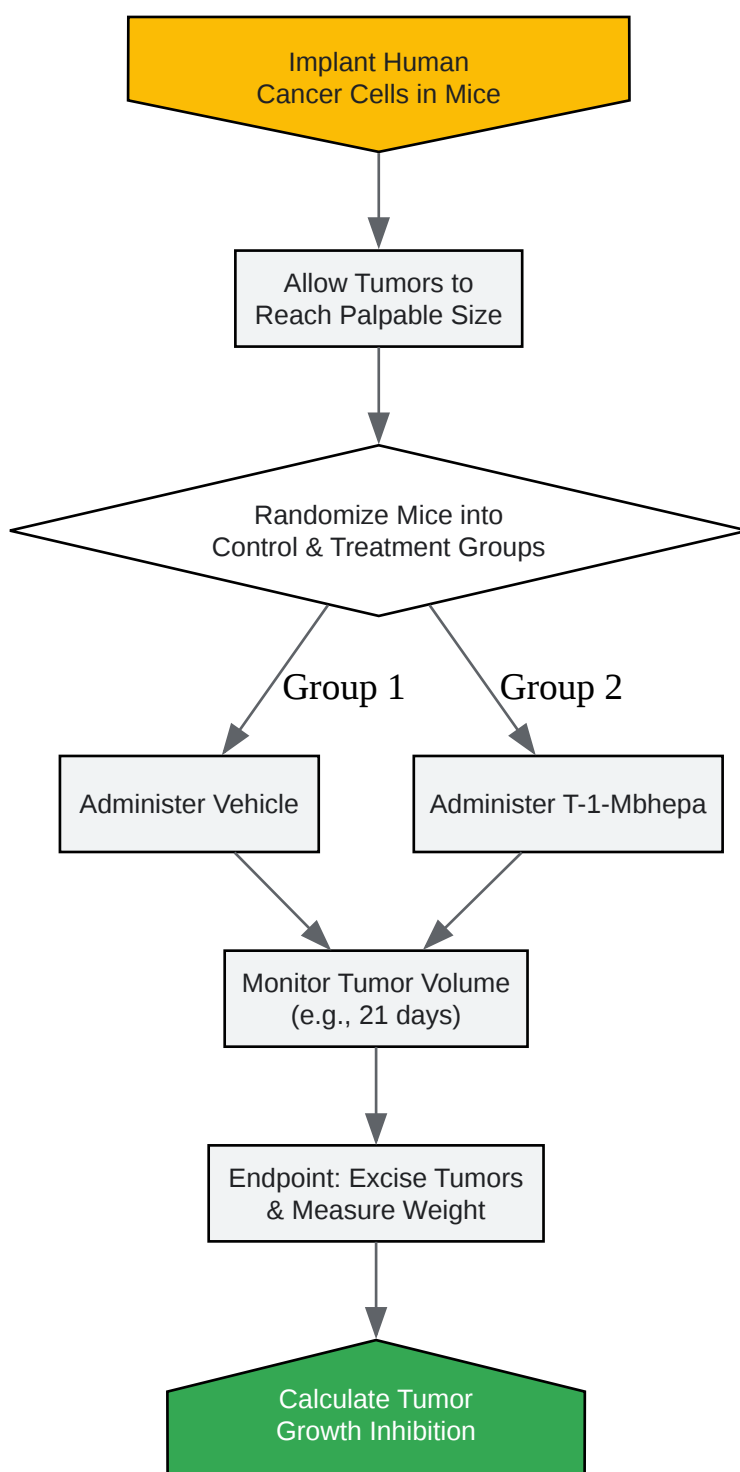 Implant Human
Cancer Cells in Mice
Allow Tumors to
Reach Palpable Size
Randomize Mice into
Control & Treatment Groups
Group 1
Group 2
Administer Vehicle
Administer T-1-Mbhepa
Monitor Tumor Volume
(e.g., 21 days)
Endpoint: Excise Tumors
& Measure Weight
Calculate Tumor
Growth Inhibition